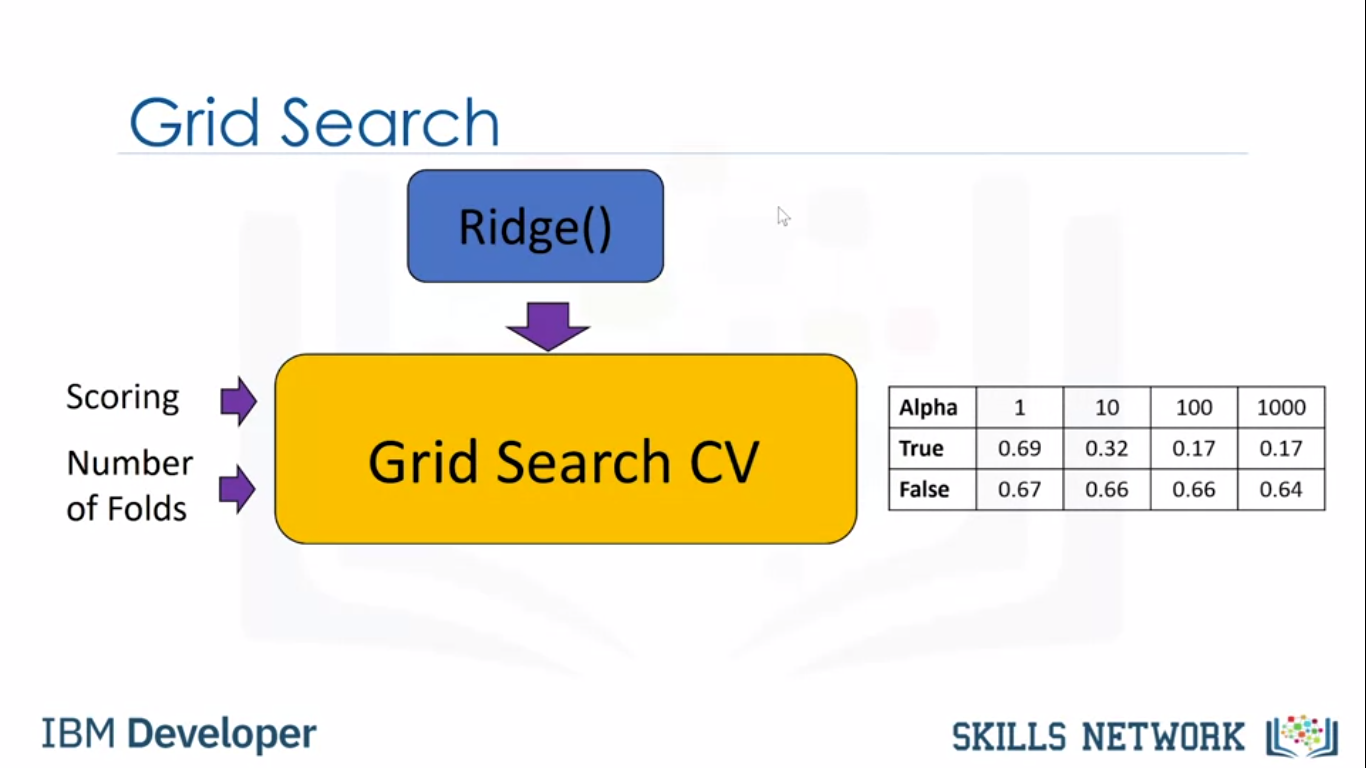 Grid Search
Ridge()
Scoring
Number
of Folds
Grid Search CV
Alpha 1 10 100 1000
True 0.69 0.32 0.17 0.17
False 0.67 0.66 0.66 0.64
IBM Developer
SKILLS NETWORK